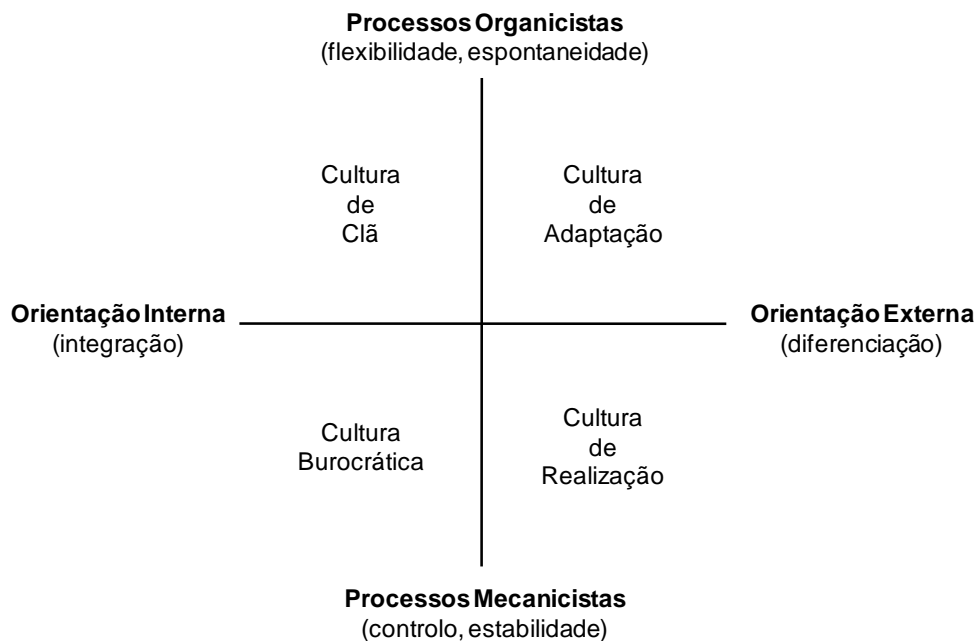 Processos Organicistas
(flexibilidade, espontaneidade)
Cultura
de
Clã
Cultura
de
Adaptação
Orientação Interna
(integração)
Orientação Externa
(diferenciação)
Cultura
Burocrática
Cultura
de
Realização
Processos Mecanicistas
(controlo, estabilidade)